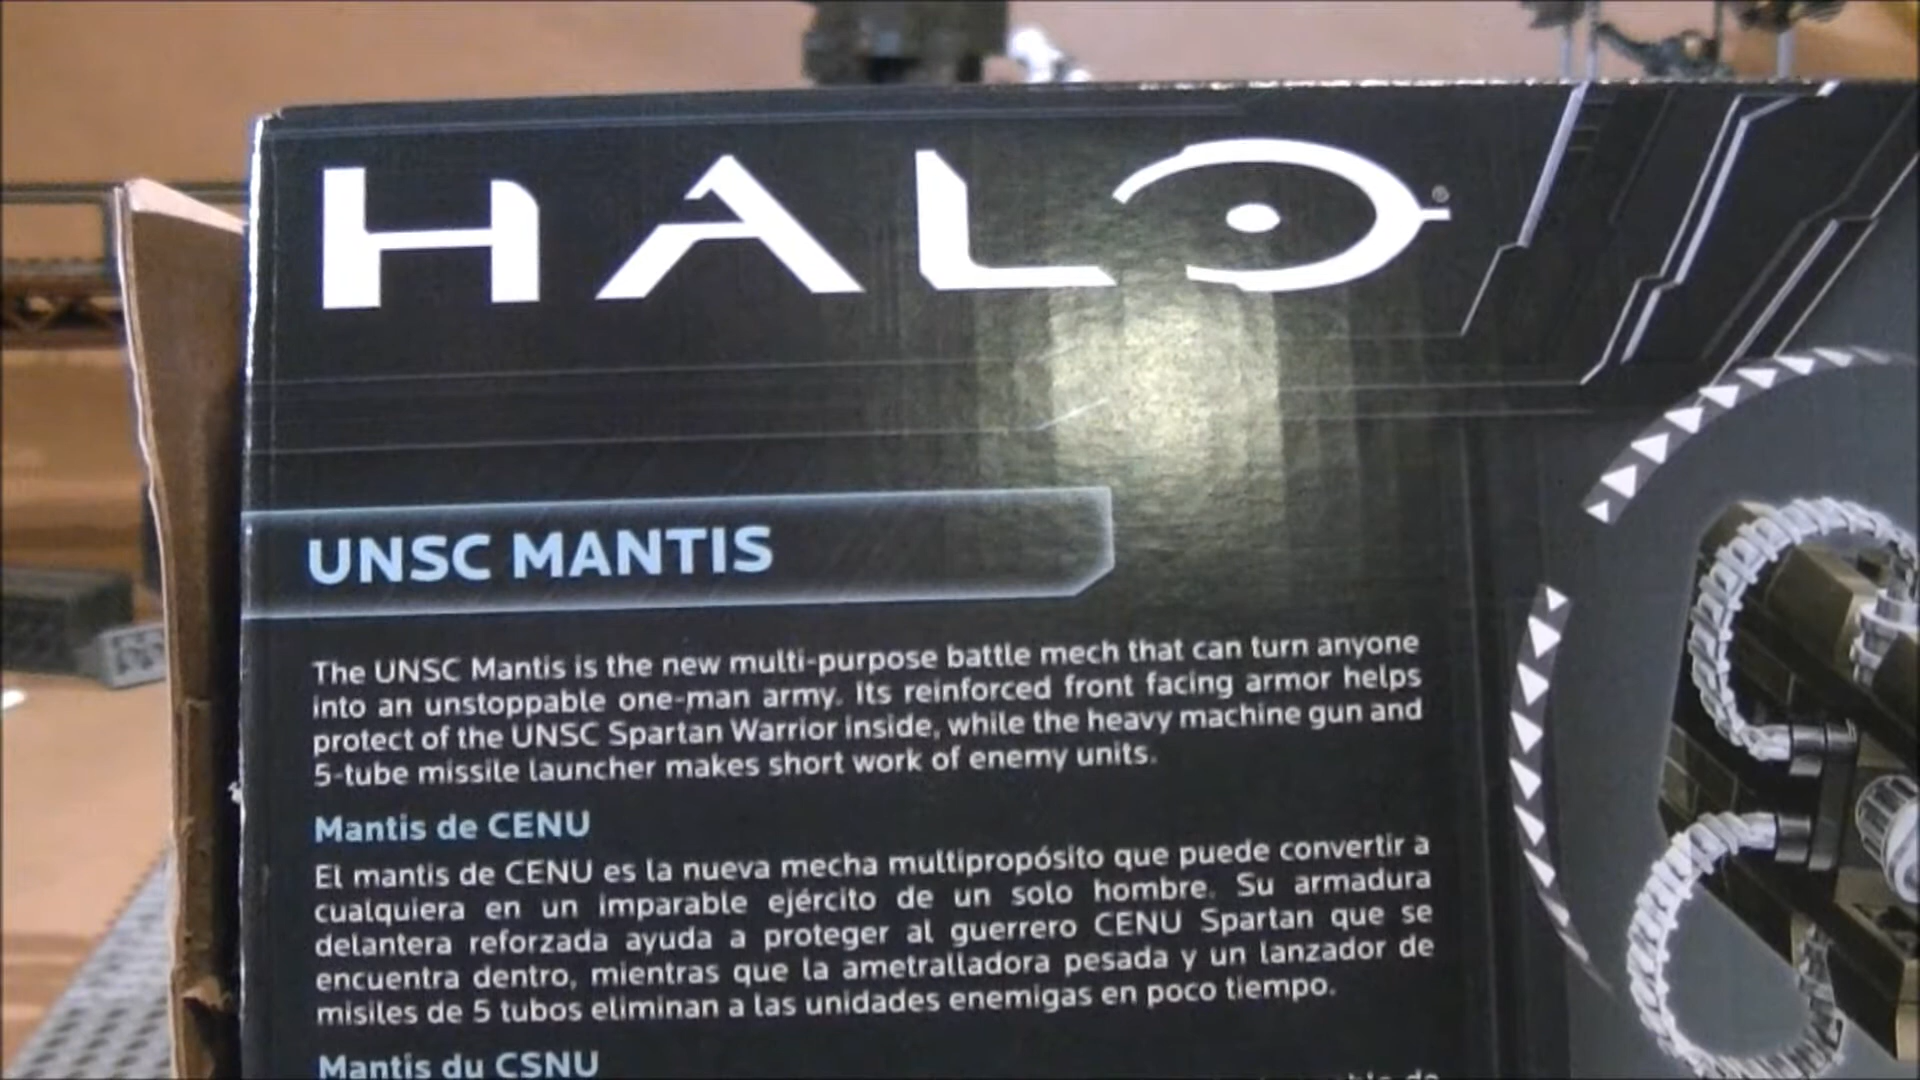 HALO®
UNSC MANTIS
The UNSC Mantis is the new multi-purpose battle mech that can turn anyone
into an unstoppable one-man army. Its reinforced front facing armor helps
protect of the UNSC Spartan Warrior inside, while the heavy machine gun and
5-tube missile launcher makes short work of enemy units.
Mantis de CENU
El mantis de CENU es la nueva mecha multipropósito que puede convertir a
cualquiera en un imparable ejército de un solo hombre. Su armadura
delantera reforzada ayuda a proteger al guerrero CENU Spartan que se
encuentra dentro, mientras que la ametralladora pesada y un lanzador de
misiles de 5 tubos eliminan a las unidades enemigas en poco tiempo.
Mantis du CSNU